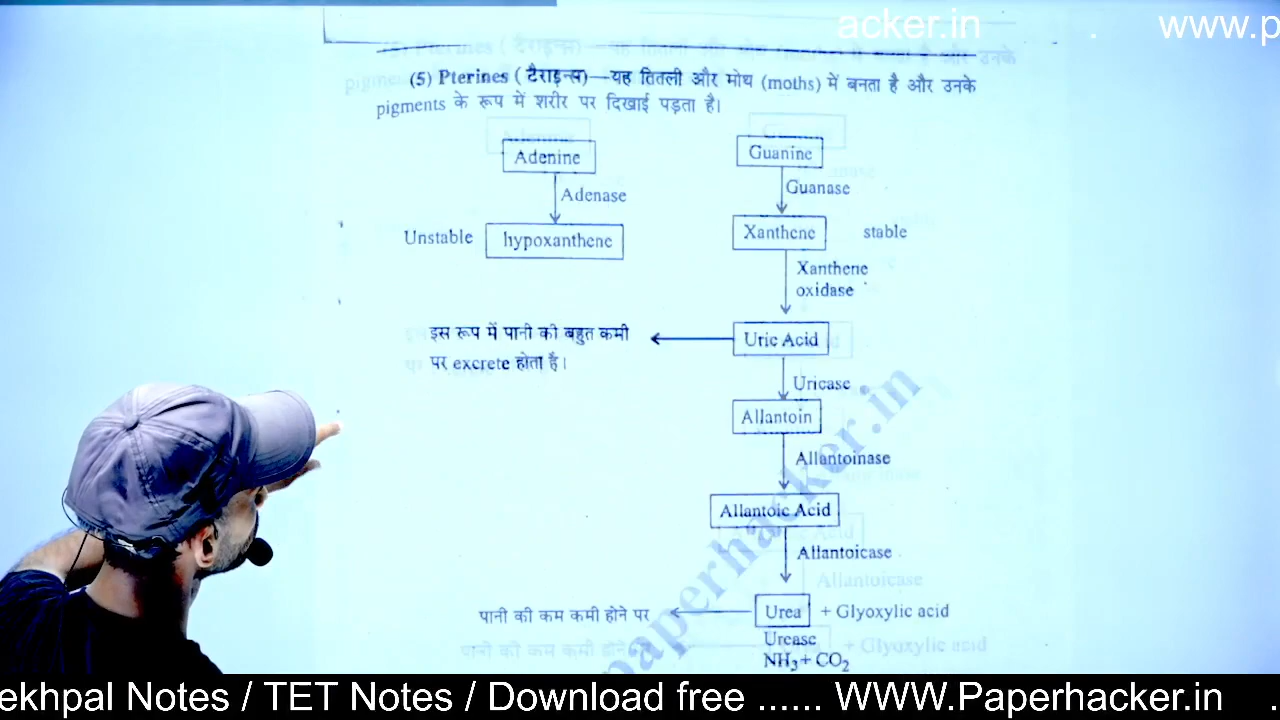 acker.in . www.p
(5) Pterines ( टैराइन्स)—यह तितली और मोथ (moths) में बनता है और उनके
pigments के रूप में शरीर पर दिखाई पड़ता है।
Adenine
Guanine
Adenase
Guanase
Unstable
hypoxanthene
Xanthene
stable
Xanthene
oxidase
इस रूप में पानी की बहुत कमी
पर excrete होता है।
Uric Acid
Uricase
Allantoin
Allantoinase
Allantoic Acid
Allantoicase
पानी की कम कमी होने पर
Urea + Glyoxylic acid
Urease
NH3 + CO2
paperhacker.in
ekhpal Notes / TET Notes / Download free ...... WWW.Paperhacker.in .